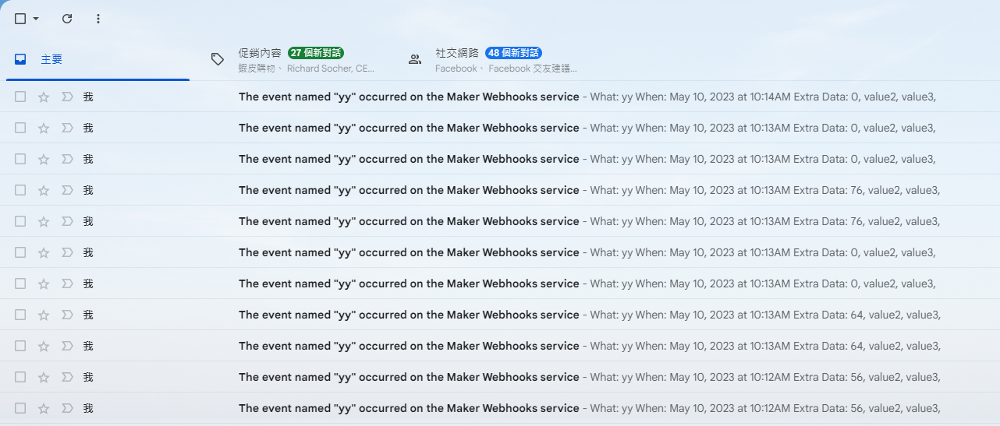 主要
促銷內容 27 個新對話
蝦皮購物、 Richard Socher, CE...
社交網路 48 個新對話
Facebook、 Facebook 交友建議...
我 The event named "yy" occurred on the Maker Webhooks service - What: yy When: May 10, 2023 at 10:14AM Extra Data: 0, value2, value3,
我 The event named "yy" occurred on the Maker Webhooks service - What: yy When: May 10, 2023 at 10:13AM Extra Data: 0, value2, value3,
我 The event named "yy" occurred on the Maker Webhooks service - What: yy When: May 10, 2023 at 10:13AM Extra Data: 0, value2, value3,
我 The event named "yy" occurred on the Maker Webhooks service - What: yy When: May 10, 2023 at 10:13AM Extra Data: 76, value2, value3,
我 The event named "yy" occurred on the Maker Webhooks service - What: yy When: May 10, 2023 at 10:13AM Extra Data: 76, value2, value3,
我 The event named "yy" occurred on the Maker Webhooks service - What: yy When: May 10, 2023 at 10:13AM Extra Data: 0, value2, value3,
我 The event named "yy" occurred on the Maker Webhooks service - What: yy When: May 10, 2023 at 10:13AM Extra Data: 0, value2, value3,
我 The event named "yy" occurred on the Maker Webhooks service - What: yy When: May 10, 2023 at 10:13AM Extra Data: 64, value2, value3,
我 The event named "yy" occurred on the Maker Webhooks service - What: yy When: May 10, 2023 at 10:13AM Extra Data: 64, value2, value3,
我 The event named "yy" occurred on the Maker Webhooks service - What: yy When: May 10, 2023 at 10:12AM Extra Data: 56, value2, value3,
我 The event named "yy" occurred on the Maker Webhooks service - What: yy When: May 10, 2023 at 10:12AM Extra Data: 56, value2, value3,